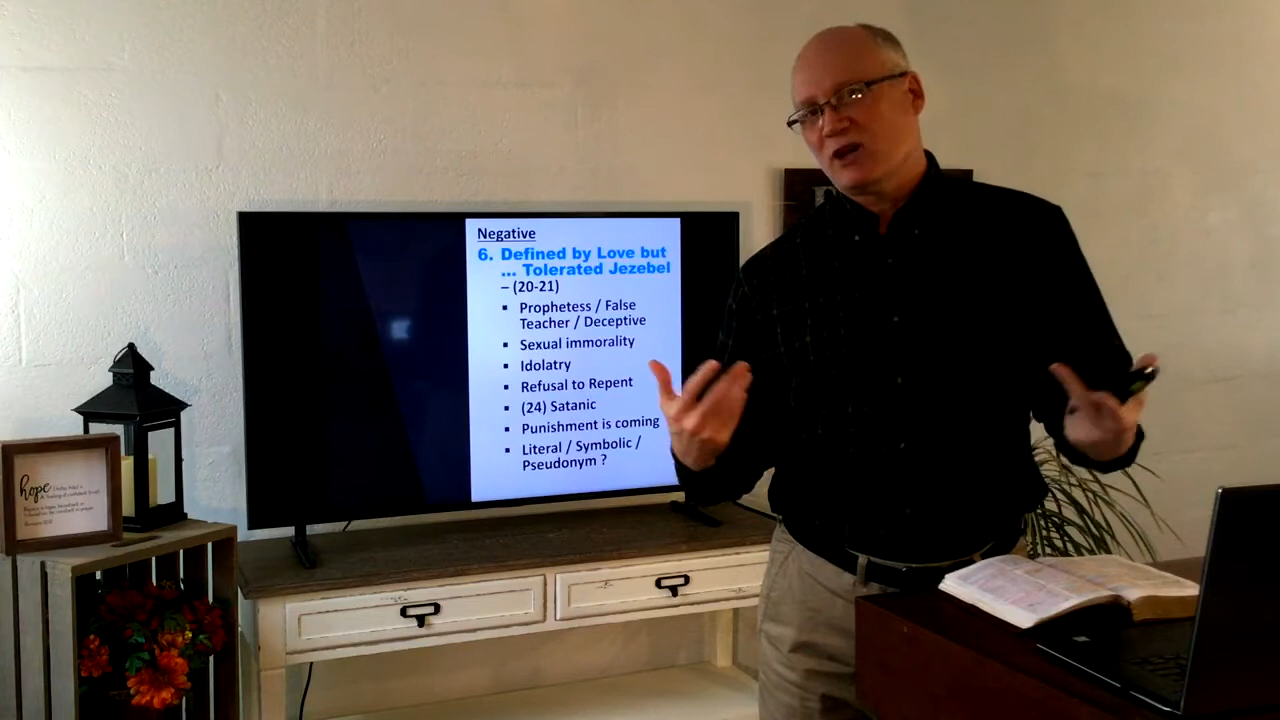 Negative
6. Defined by Love but
... Tolerated Jezebel
– (20-21)
▪ Prophetess / False
Teacher / Deceptive
▪ Sexual immorality
▪ Idolatry
▪ Refusal to Repent
▪ (24) Satanic
▪ Punishment is coming
▪ Literal / Symbolic /
Pseudonym ?
hope